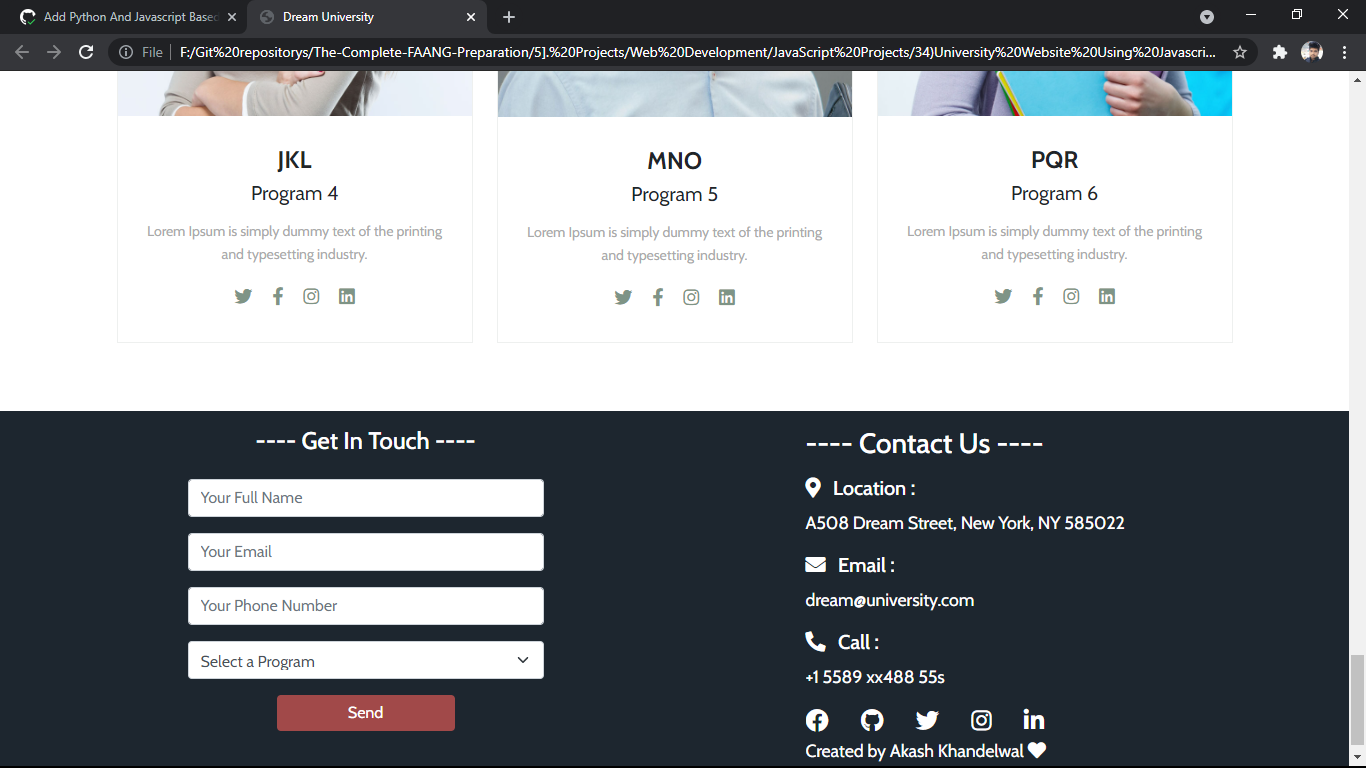 Add Python And Javascript Based
Dream University
File
F:/Git%20repositorys/The-Complete-FAANG-Preparation/5].%20Projects/Web%20Development/JavaScript%20Projects/34)University%20Website%20Using%20Javascri...
JKL
Program 4
Lorem Ipsum is simply dummy text of the printing
and typesetting industry.
MNO
Program 5
Lorem Ipsum is simply dummy text of the printing
and typesetting industry.
PQR
Program 6
Lorem Ipsum is simply dummy text of the printing
and typesetting industry.
---- Get In Touch ----
Your Full Name
Your Email
Your Phone Number
Select a Program
Send
---- Contact Us ----
Location :
A508 Dream Street, New York, NY 585022
Email :
dream@university.com
Call :
+1 5589 xx488 55s
Created by Akash Khandelwal